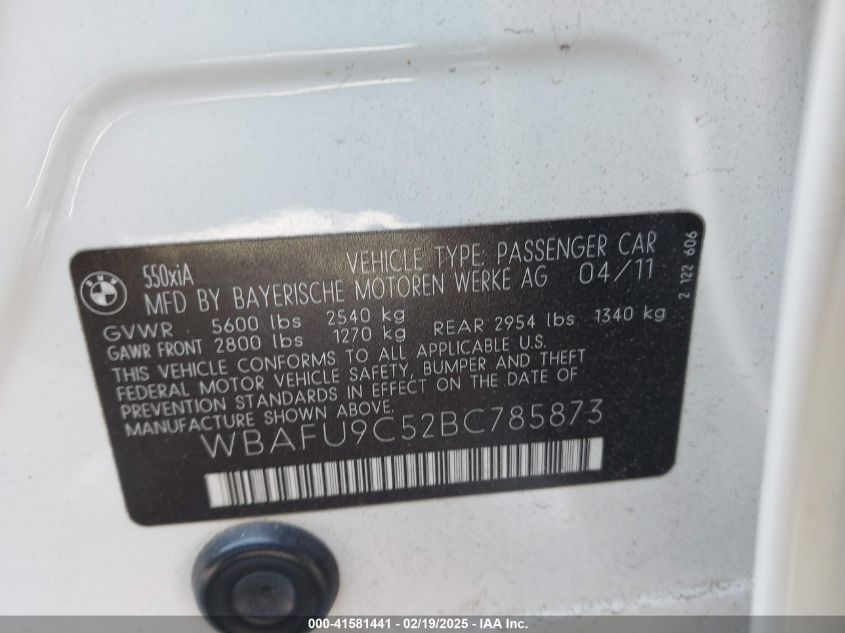 BMW
550xiA VEHICLE TYPE: PASSENGER CAR
MFD BY BAYERISCHE MOTOREN WERKE AG 04/11
GVWR 5600 lbs 2540 kg
GAWR FRONT 2800 lbs 1270 kg REAR 2954 lbs 1340 kg
THIS VEHICLE CONFORMS TO ALL APPLICABLE U.S.
FEDERAL MOTOR VEHICLE SAFETY, BUMPER AND THEFT
PREVENTION STANDARDS IN EFFECT ON THE DATE OF
MANUFACTURE SHOWN ABOVE.
WBAFU9C52BC785873
2 122 606
000-41581441 - 02/19/2025 - IAA Inc.